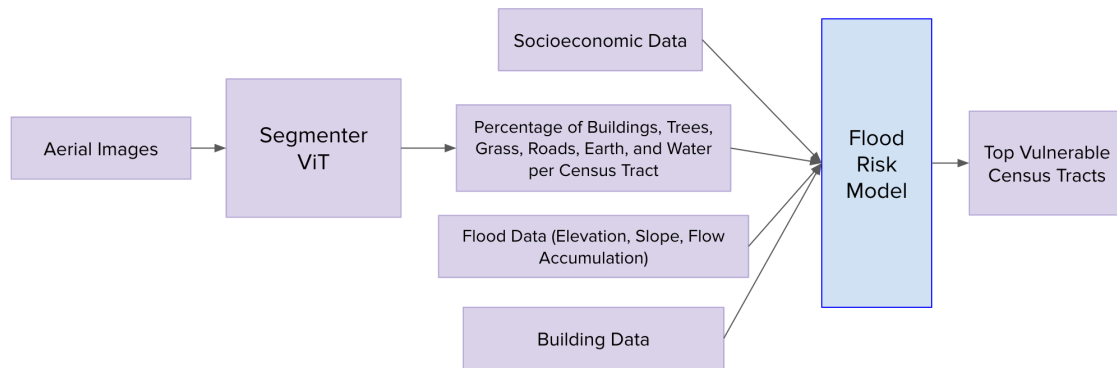 Aerial Images
Segmenter
ViT
Socioeconomic Data
Percentage of Buildings, Trees,
Grass, Roads, Earth, and Water
per Census Tract
Flood Data (Elevation, Slope, Flow
Accumulation)
Building Data
Flood
Risk
Model
Top Vulnerable
Census Tracts